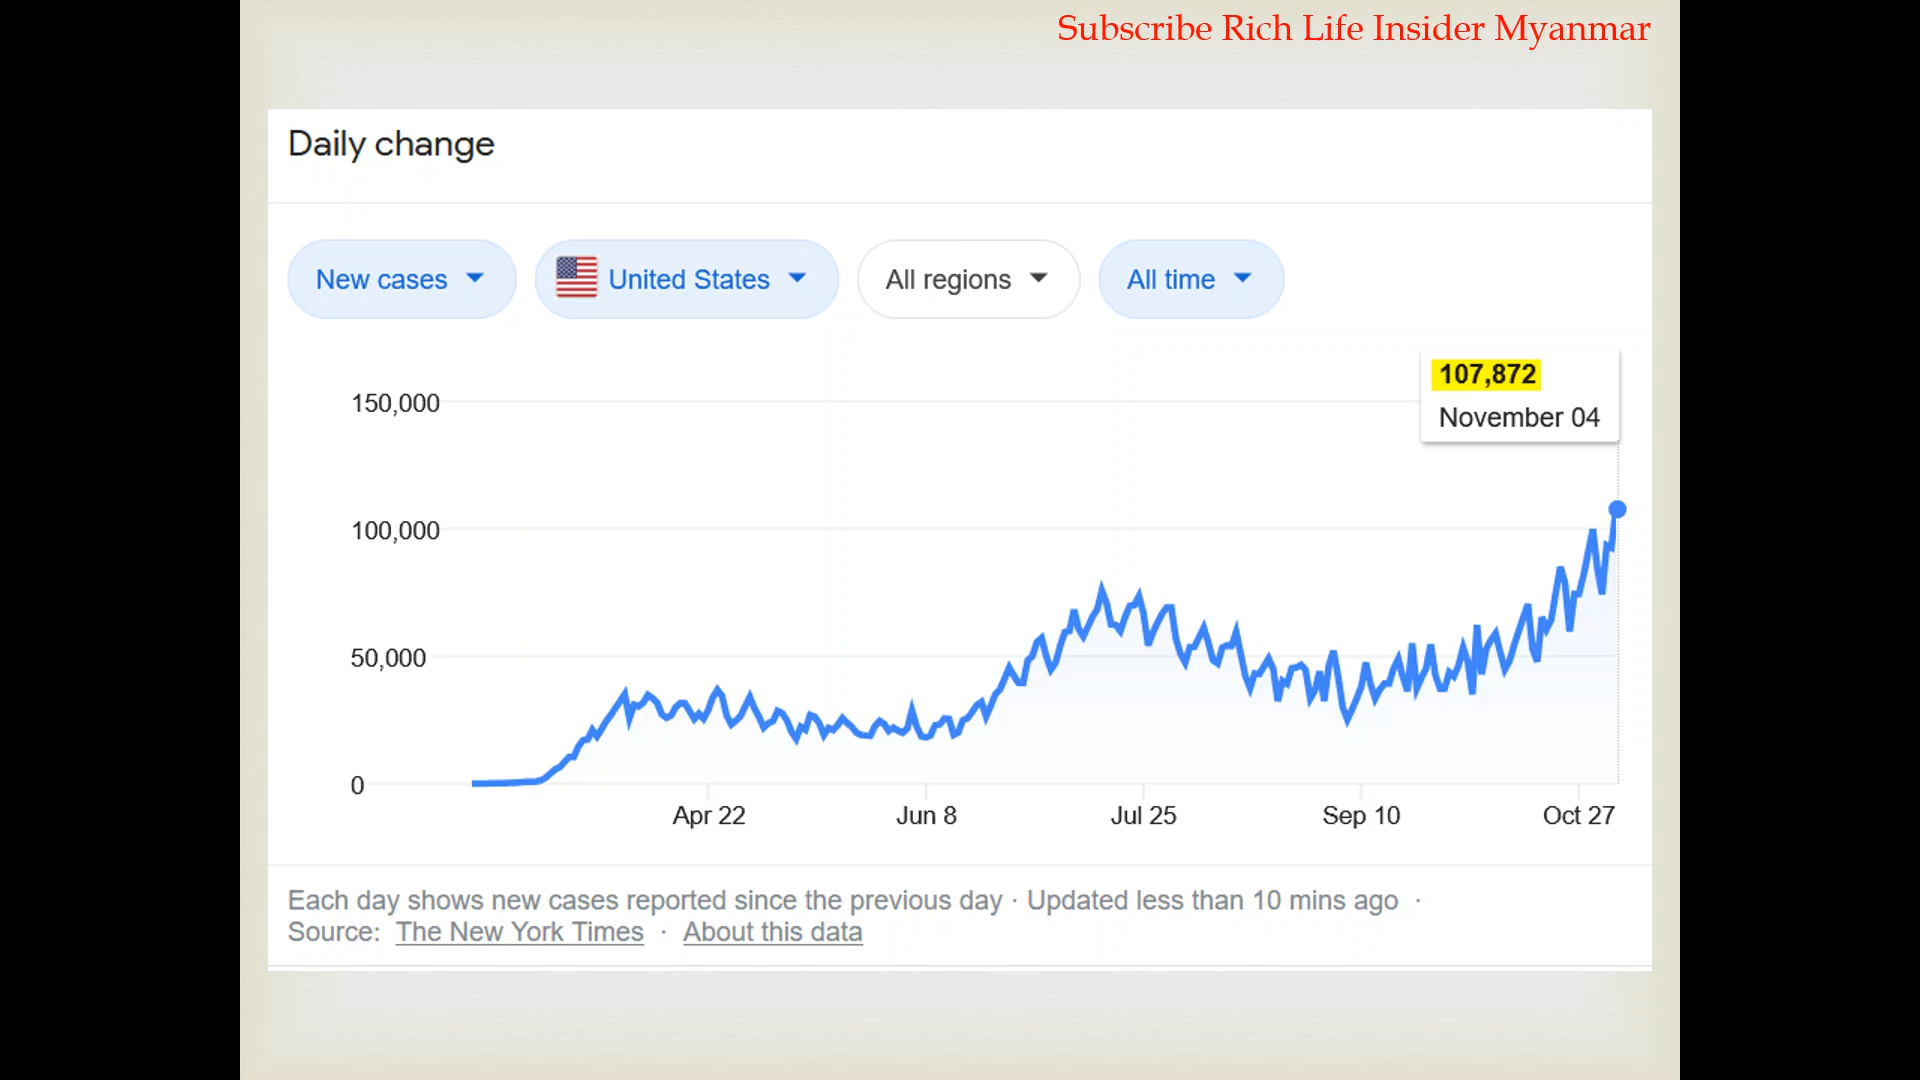 Subscribe Rich Life Insider Myanmar
Daily change
New cases
United States
All regions
All time
107,872
November 04
150,000
100,000
50,000
0
Apr 22
Jun 8
Jul 25
Sep 10
Oct 27
Each day shows new cases reported since the previous day · Updated less than 10 mins ago ·
Source: The New York Times · About this data